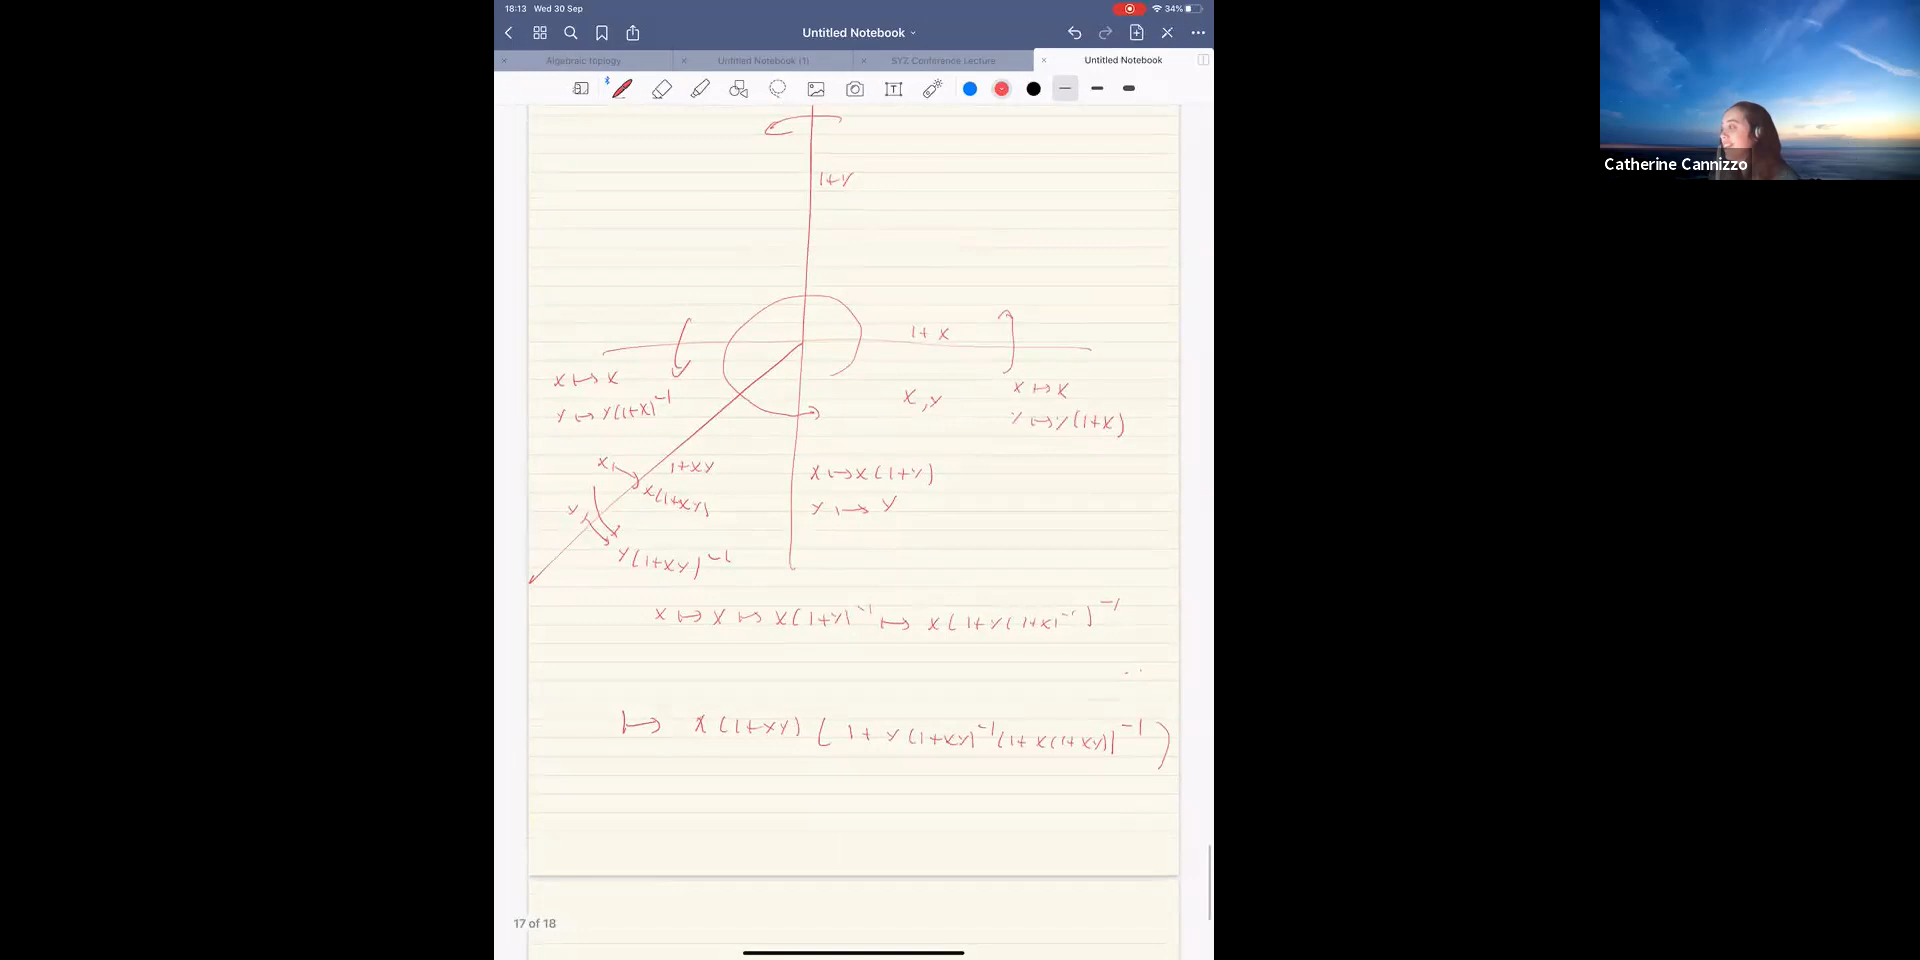 18:13 Wed 30 Sep
34%
Untitled Notebook
Algebraic toplogy
Untitled Notebook (1)
SYZ Conference Lecture
Untitled Notebook
Catherine Cannizzo
1+y
1+x
x ↦ x
y ↦ y(1+x)⁻¹
x,y
x ↦ x
y ↦ y(1+x)
x ↦ x(1+xy)
1+xy
y ↦ y(1+xy)⁻¹
x ↦ x(1+y)
y ↦ y
x ↦ x ↦ x(1+y)⁻¹ ↦ x(1+y(1+x)⁻¹)⁻¹
↦ x(1+xy)(1+y(1+xy)⁻¹(1+x(1+xy))⁻¹)
17 of 18